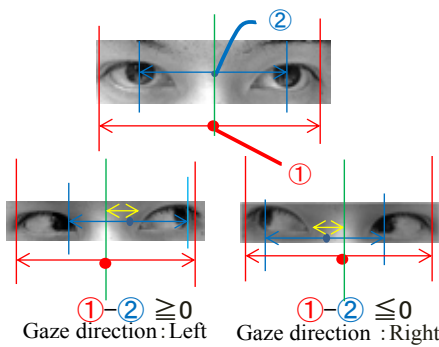 ②
①
①-②≧0
Gaze direction:Left
①-②≦0
Gaze direction :Right